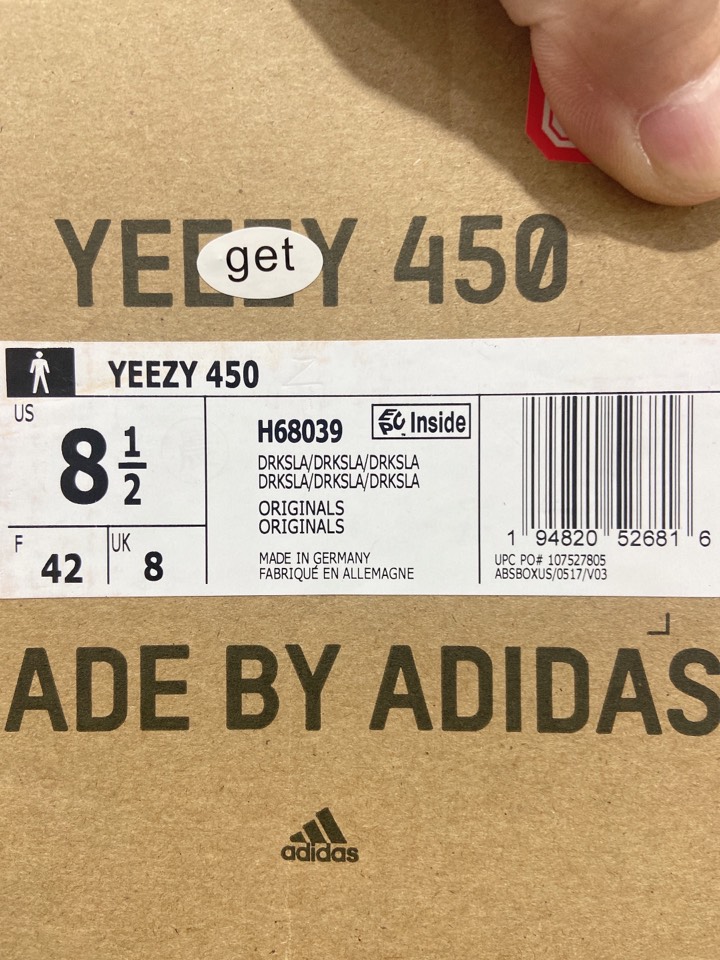 YEEZY 450
get
YEEZY 450
US
8 1/2
F
42
UK
8
H68039
EPC Inside
DRKSLA/DRKSLA/DRKSLA
DRKSLA/DRKSLA/DRKSLA
ORIGINALS
ORIGINALS
MADE IN GERMANY
FABRIQUÉ EN ALLEMAGNE
1 94820 52681 6
UPC PO# 107527805
ABSBOXUS/0517/V03
ADE BY ADIDAS
adidas